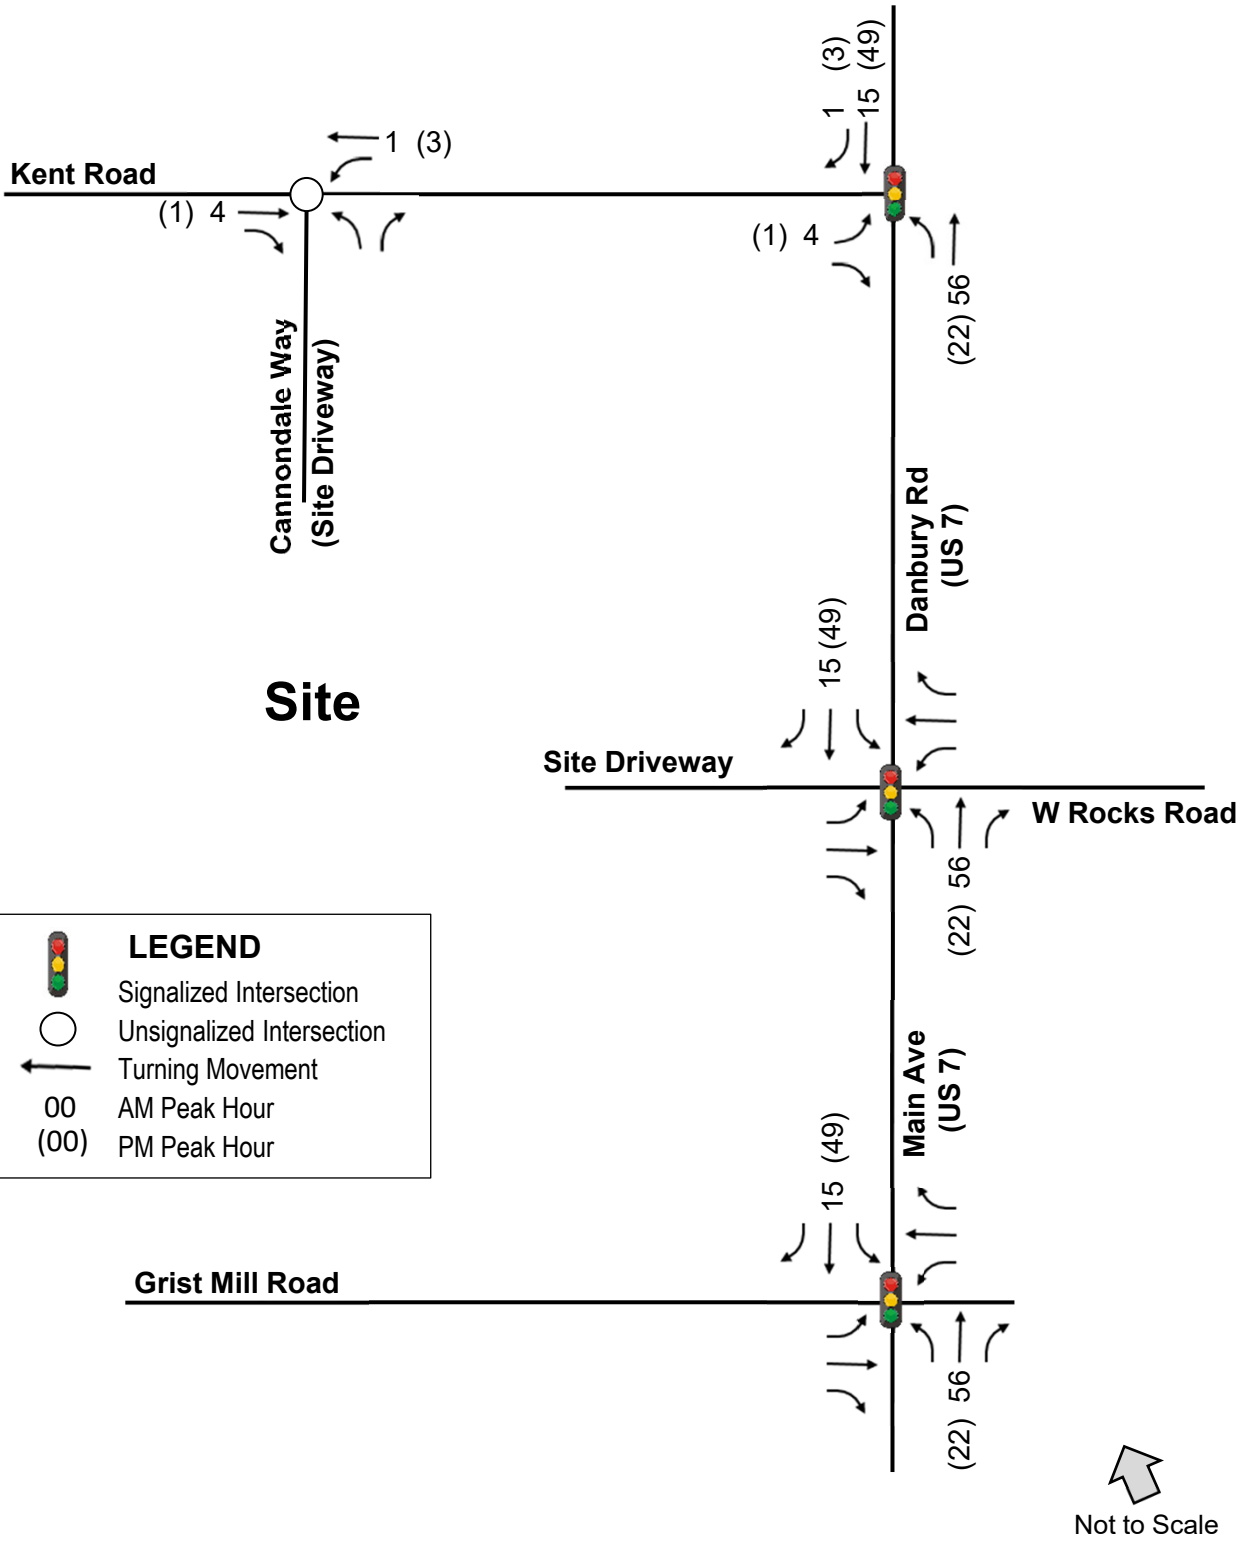 1 (3)
15 (49)
1 (3)
Kent Road
(1) 4
(1) 4
(22) 56
Cannondale Way
(Site Driveway)
Danbury Rd
(US 7)
15 (49)
Site
Site Driveway
W Rocks Road
(22) 56
LEGEND
Signalized Intersection
Unsignalized Intersection
Turning Movement
00 AM Peak Hour
(00) PM Peak Hour
Main Ave
(US 7)
15 (49)
Grist Mill Road
(22) 56
Not to Scale